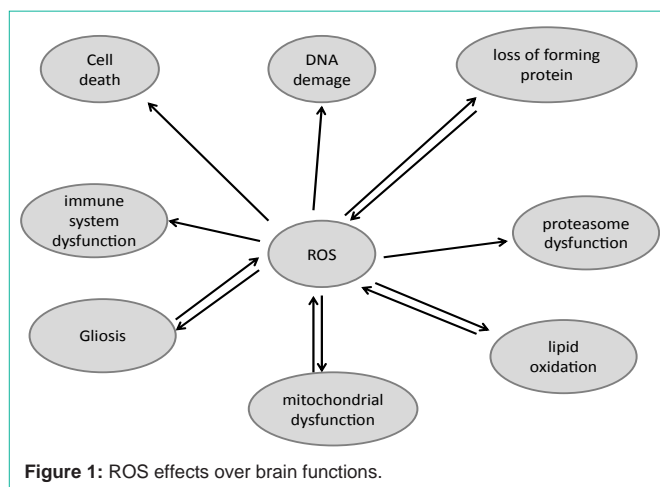 Cell
death
DNA
demage
loss of forming
protein
immune
system
dysfunction
ROS
proteasome
dysfunction
Gliosis
mitochondrial
dysfunction
lipid
oxidation
Figure 1: ROS effects over brain functions.